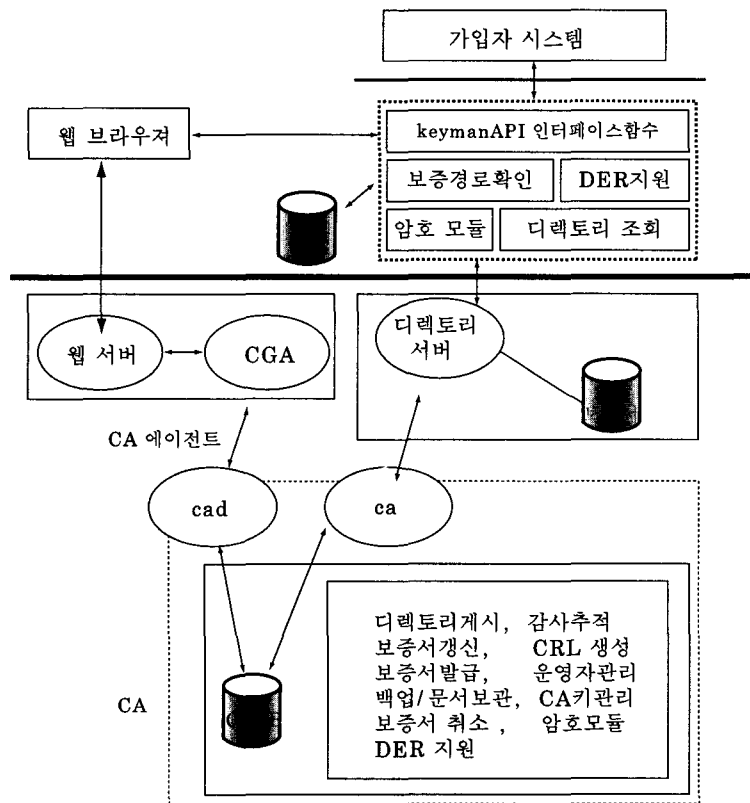 가입자 시스템
웹 브라우져
keymanAPI 인터페이스함수
보증경로확인
DER지원
암호 모듈
디렉토리 조회
웹 서버
CGA
디렉토리
서버
CA 에이전트
cad
ca
디렉토리게시, 감사추적
보증서갱신, CRL 생성
보증서발급, 운영자관리
백업/문서보관, CA키관리
보증서 취소 , 암호모듈
DER 지원
CA